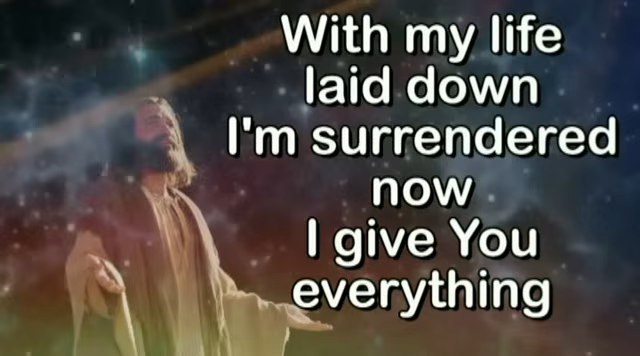 With my life
laid down
I'm surrendered
now
I give You
everything